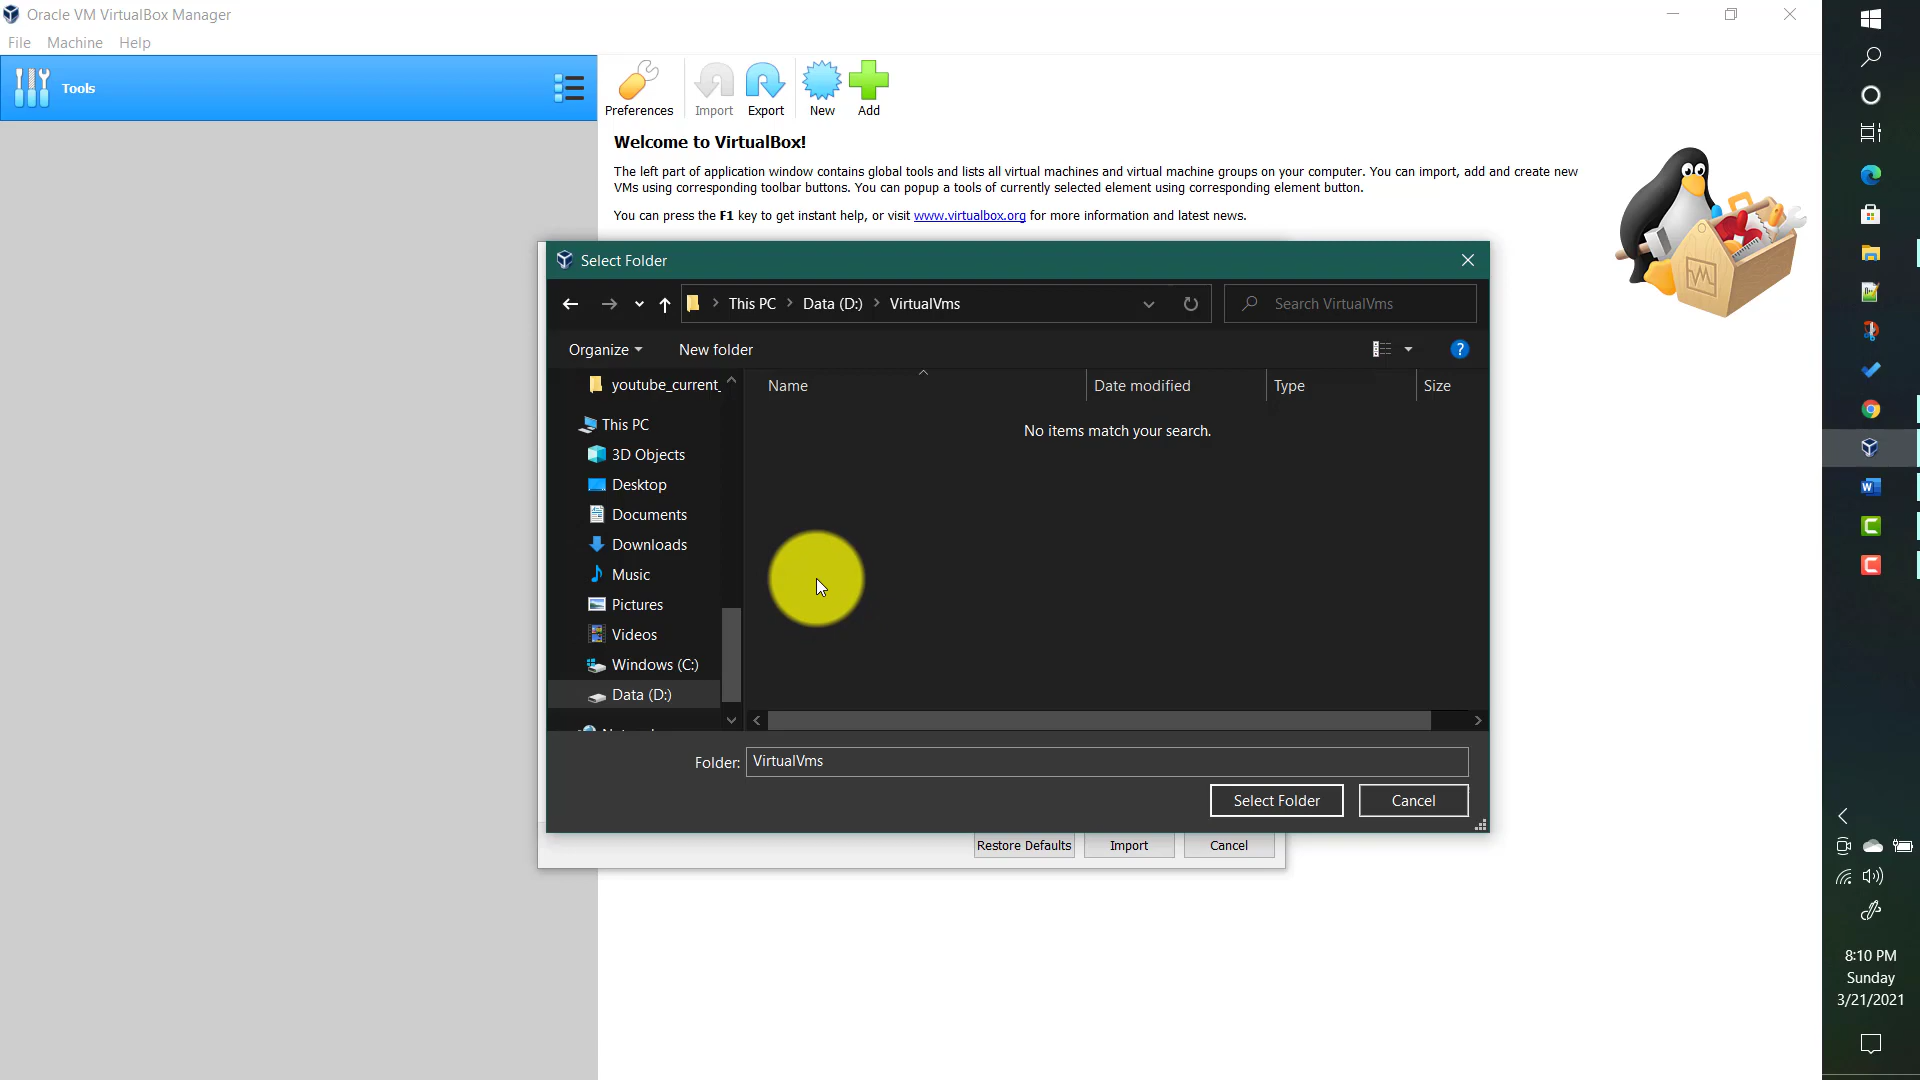 Oracle VM VirtualBox Manager
File Machine Help
Tools
Preferences Import Export New Add
Welcome to VirtualBox!
The left part of application window contains global tools and lists all virtual machines and virtual machine groups on your computer. You can import, add and create new
VMs using corresponding toolbar buttons. You can popup a tools of currently selected element using corresponding element button.
You can press the F1 key to get instant help, or visit www.virtualbox.org for more information and latest news.
Select Folder
This PC Data (D:) VirtualVms
Search VirtualVms
Organize New folder
Name Date modified Type Size
youtube_current_
No items match your search.
This PC
3D Objects
Desktop
Documents
Downloads
Music
Pictures
Videos
Windows (C:)
Data (D:)
Folder: VirtualVms
Select Folder Cancel
Restore Defaults Import Cancel
8:10 PM
Sunday
3/21/2021